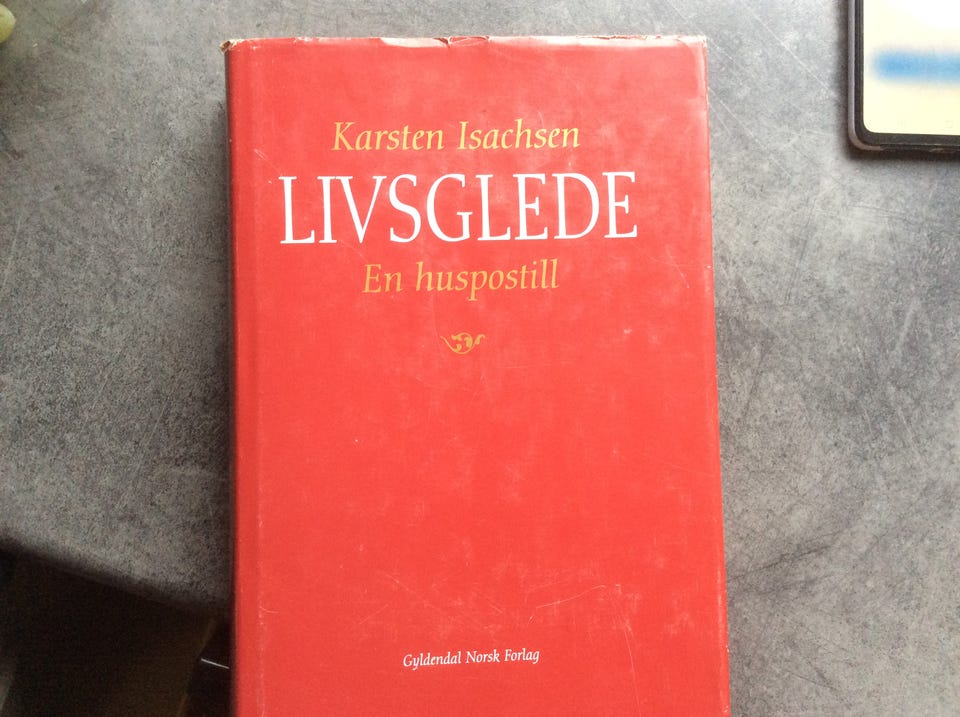 Karsten Isachsen
LIVSGLEDE
En huspostill
Gyldendal Norsk Forlag